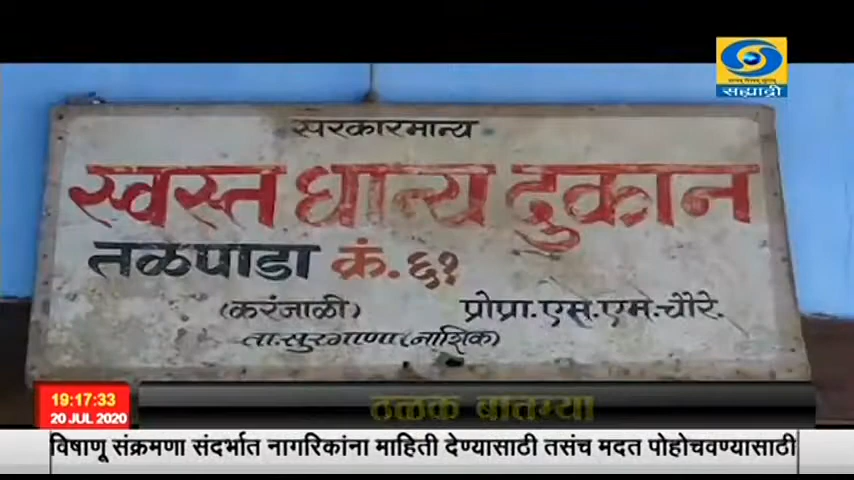 सह्याद्री
सरकारमान्य
स्वस्त धान्य दुकान
तळपाडा क्रं. ६१
(करंजाळी) प्रोप्रा.एस.एम.चौरे.
ता.सुरगाणा(नाशिक)
19:17:33
20 JUL 2020
ठळक बातम्या
विषाणू संक्रमणा संदर्भात नागरिकांना माहिती देण्यासाठी तसंच मदत पोहोचवण्यासाठी